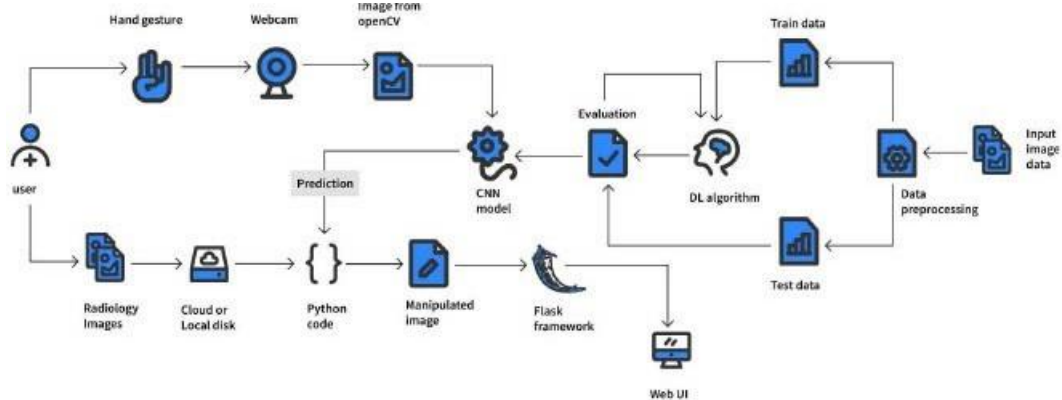 Hand gesture
Webcam
Image from
openCV
Train data
Evaluation
Input
image
data
user
Prediction
CNN
model
DL algorithm
Data
preprocessing
Radiology
Images
Cloud or
Local disk
Python
code
Manipulated
image
Flask
framework
Test data
Web UI